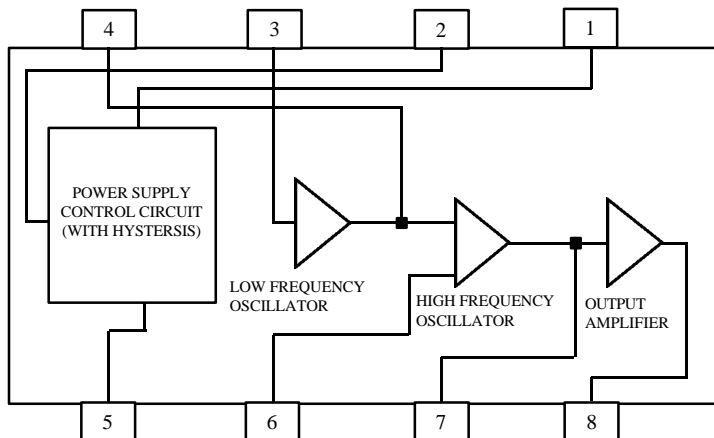 4 3 2 1
POWER SUPPLY
CONTROL CIRCUIT
(WITH HYSTERSIS)
LOW FREQUENCY
OSCILLATOR
HIGH FREQUENCY
OSCILLATOR
OUTPUT
AMPLIFIER
5 6 7 8